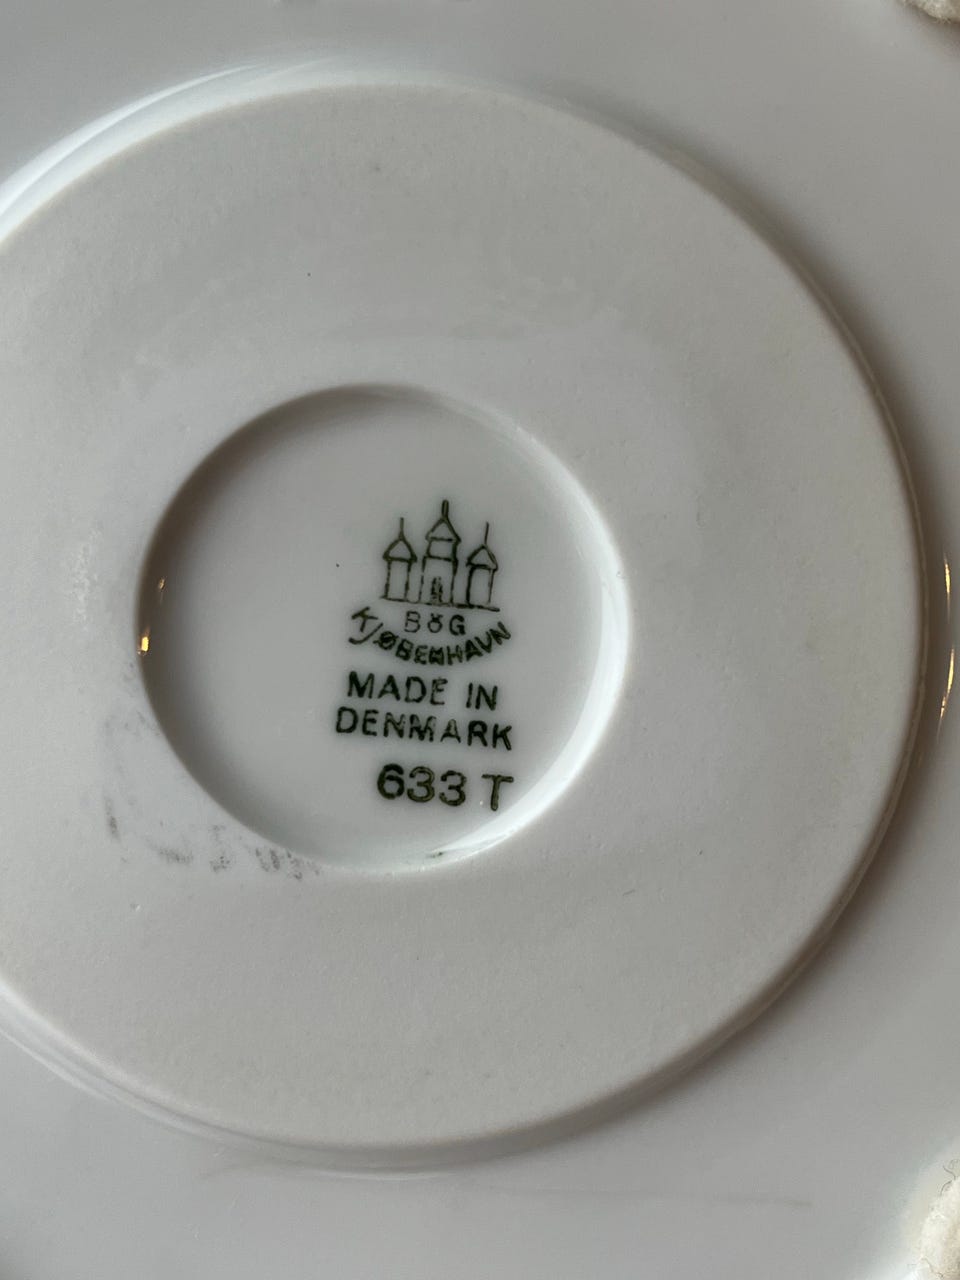 B&G
KJØBENHAVN
MADE IN
DENMARK
633 T